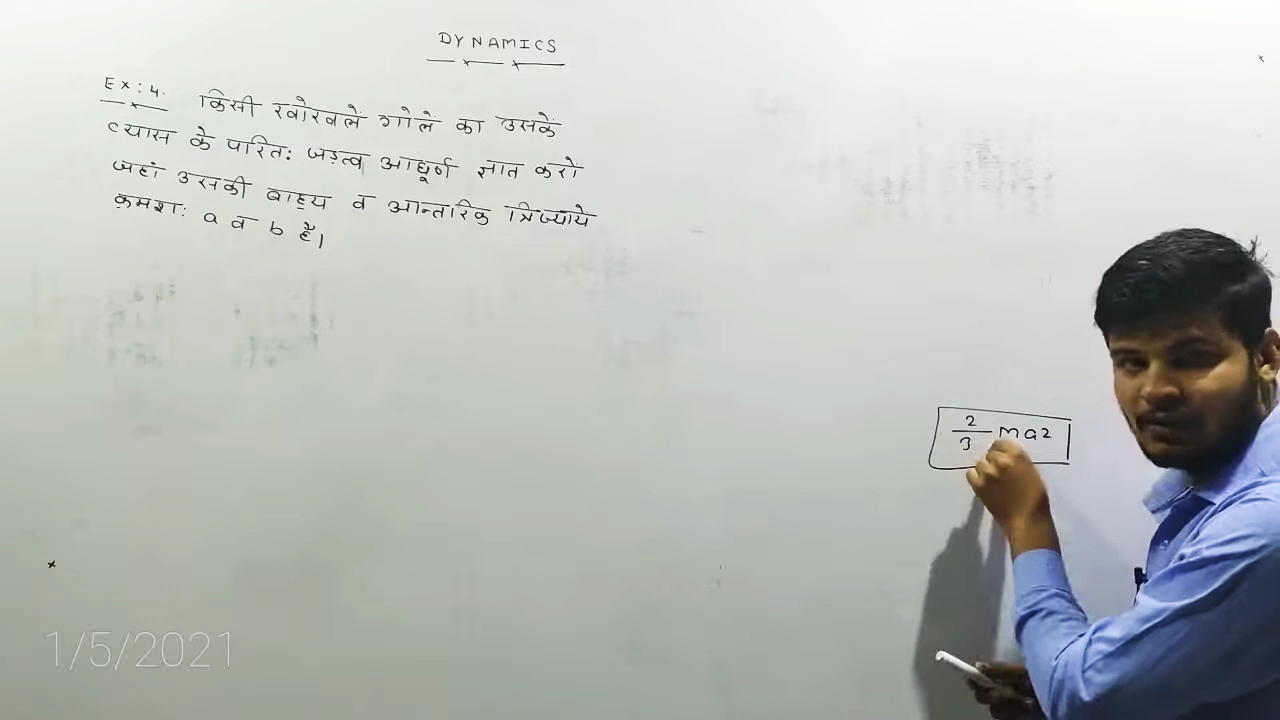 DYNAMICS
Ex:4. किसी खोखलें गोलें का उसकें
व्यास के परितः जड़त्व आघूर्ण ज्ञात करों
जहां उसकी बाह्य व आन्तरिक त्रिज्याये
क्रमशः a व b हैं।
2
3 ma2
1/5/2021